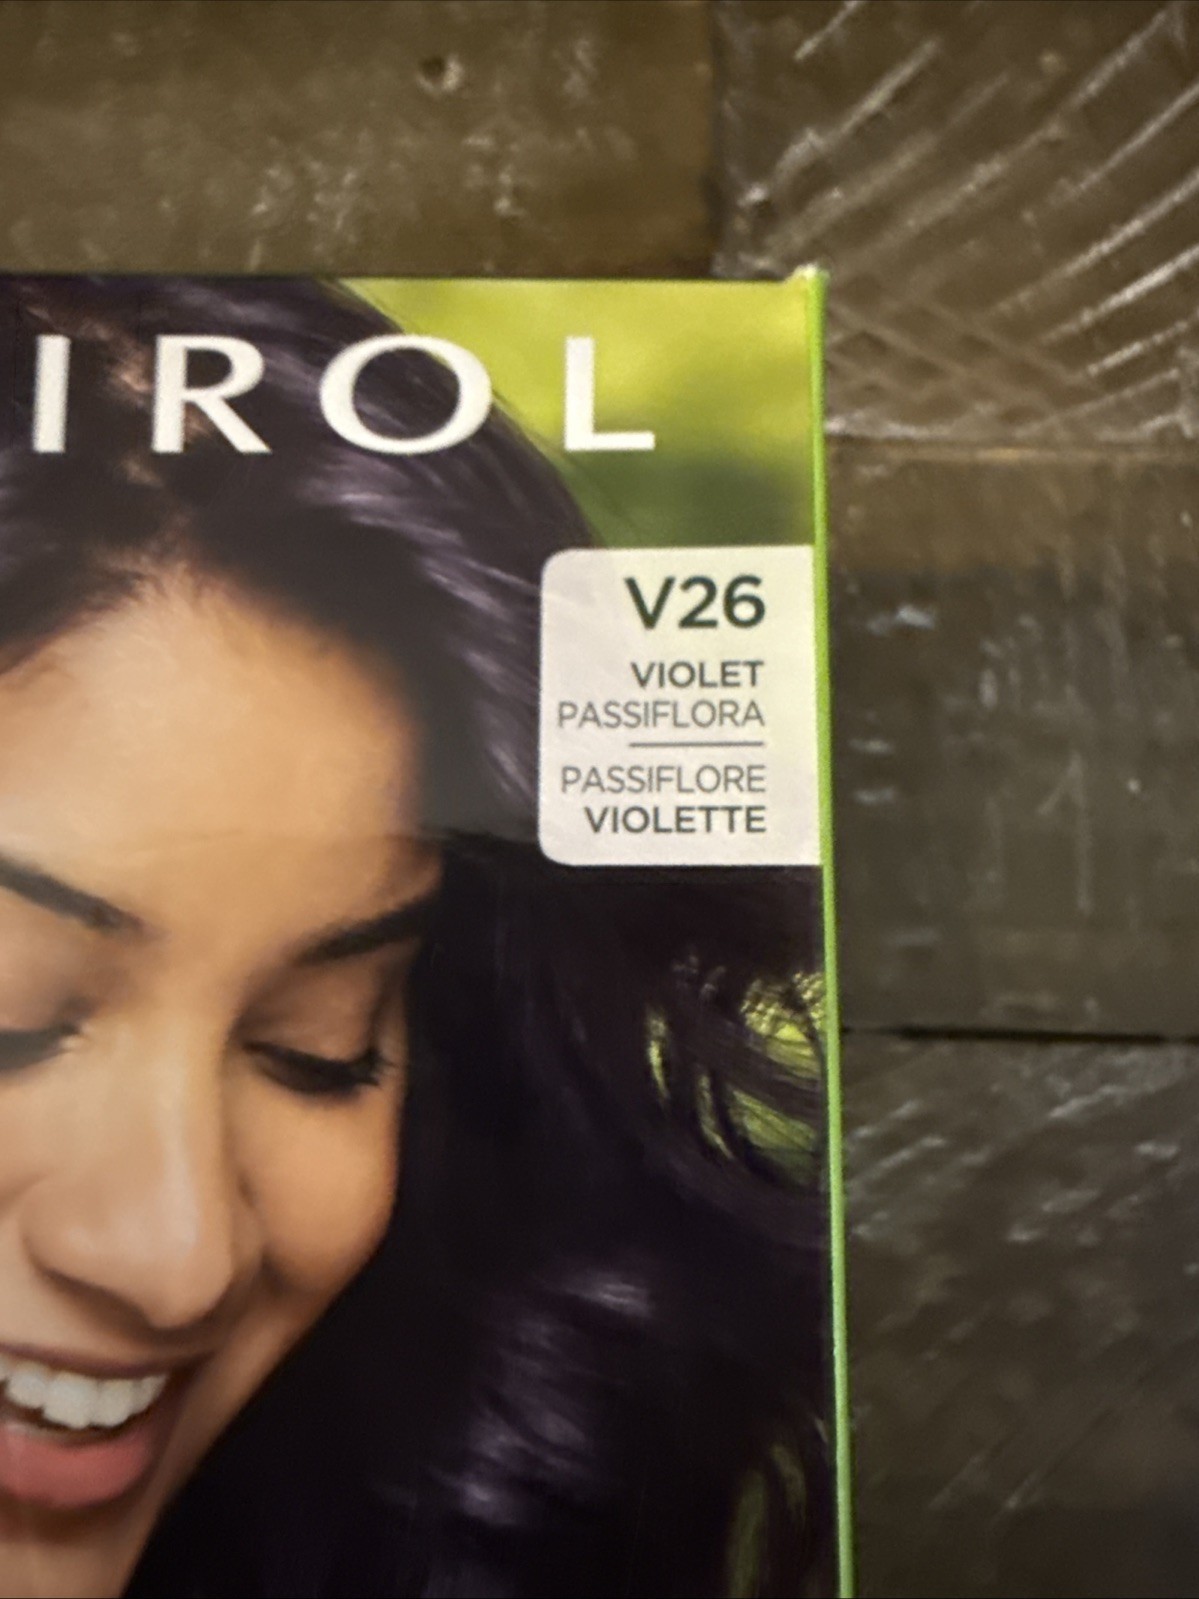 IROL
V26
VIOLET
PASSIFLORA
PASSIFLORE
VIOLETTE